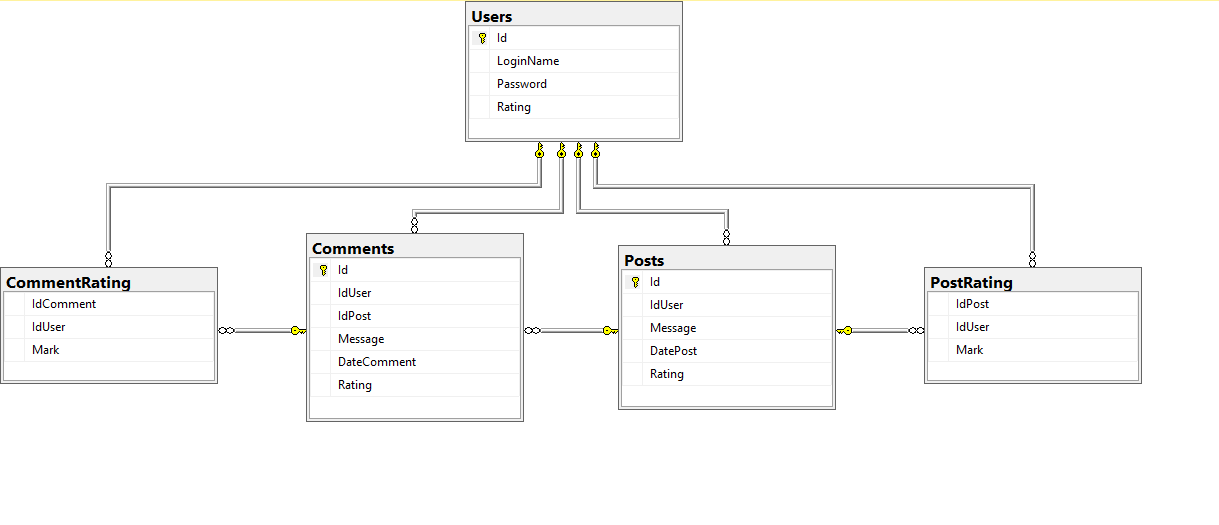 Users
Id
LoginName
Password
Rating
CommentRating
IdComment
IdUser
Mark
Comments
Id
IdUser
IdPost
Message
DateComment
Rating
Posts
Id
IdUser
Message
DatePost
Rating
PostRating
IdPost
IdUser
Mark